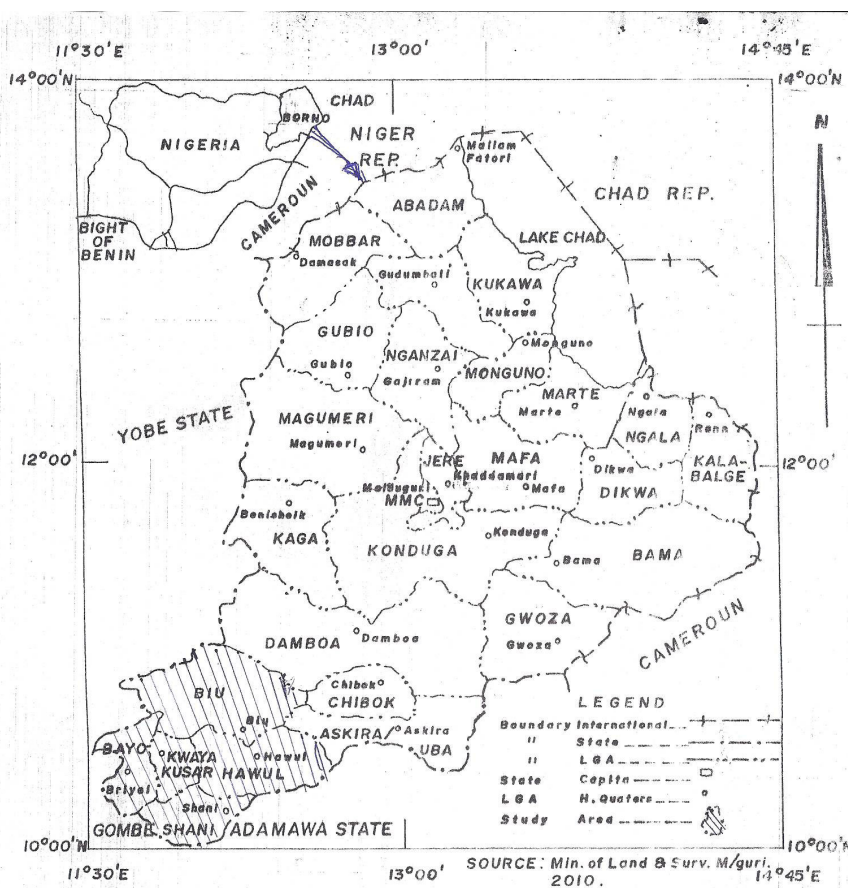 11°30'E 13°00' 14°45'E
14°00'N 14°00'N
CHAD
BORNO
NIGERIA
NIGER
REP.
CAMEROUN
BIGHT
OF
BENIN
N
Mallam
Fatori
CHAD REP.
ABADAM
MOBBAR
Damasak
LAKE CHAD
Gudumbali
KUKAWA
Kukawa
GUBIO
Gubio
NGANZAI
Gajiram
Monguno
MONGUNO
MARTE
Marte
Ngala
NGALA
Rann
KALA-
BALGE
YOBE STATE
MAGUMERI
Magumeri
12°00' 12°00'
JERE
Khaddamari
MAFA
Mafa
Dikwa
DIKWA
Maiduguri
MMC
Benisheik
KAGA
KONDUGA
Konduga
Bama
BAMA
GWOZA
Gwoza
CAMEROUN
DAMBOA
Damboa
Chibok
CHIBOK
BIU
Biu
ASKIRA/
Askira
UBA
BAYO
Briyel
KWAYA
KUSAR
HAWUL
Hawul
Shani
GOMBE SHANI ADAMAWA STATE
LEGEND
Boundary International
" State
" LGA
State Capita
LGA H. Quaters
Study Area
10°00' 10°00'N
11°30'E 13°00' 14°45'E
SOURCE: Min. of Land & Surv. M/guri.
2010.